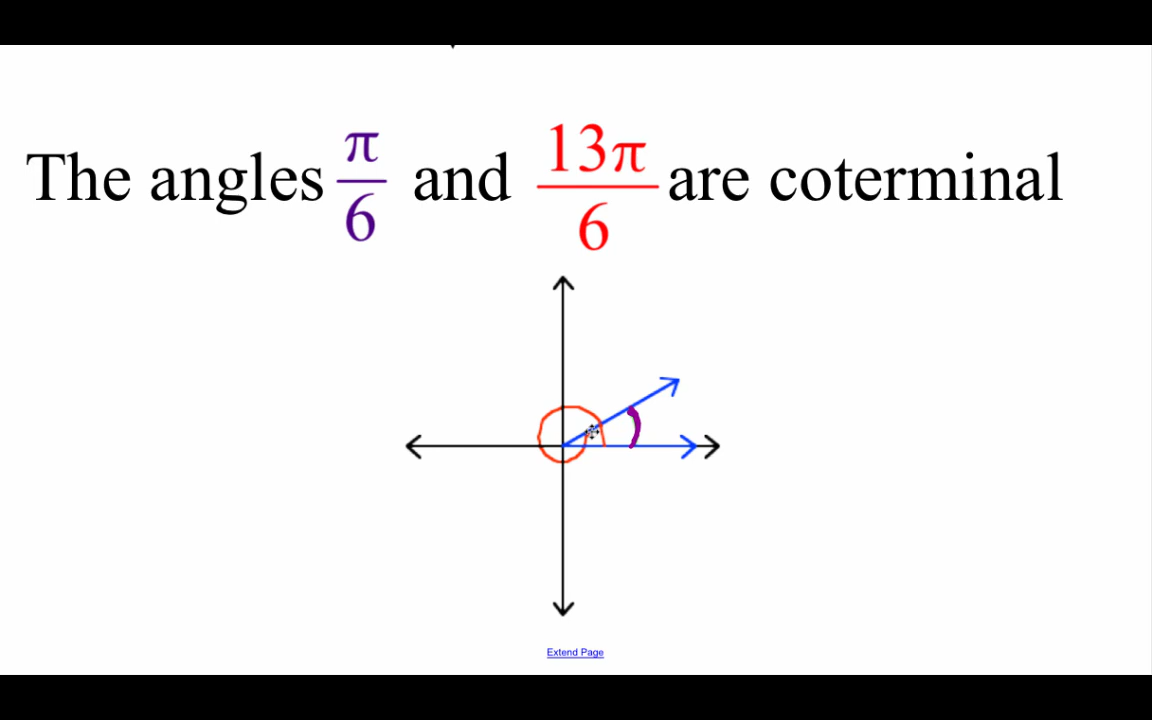 The angles π/6 and 13π/6 are coterminal
Extend Page